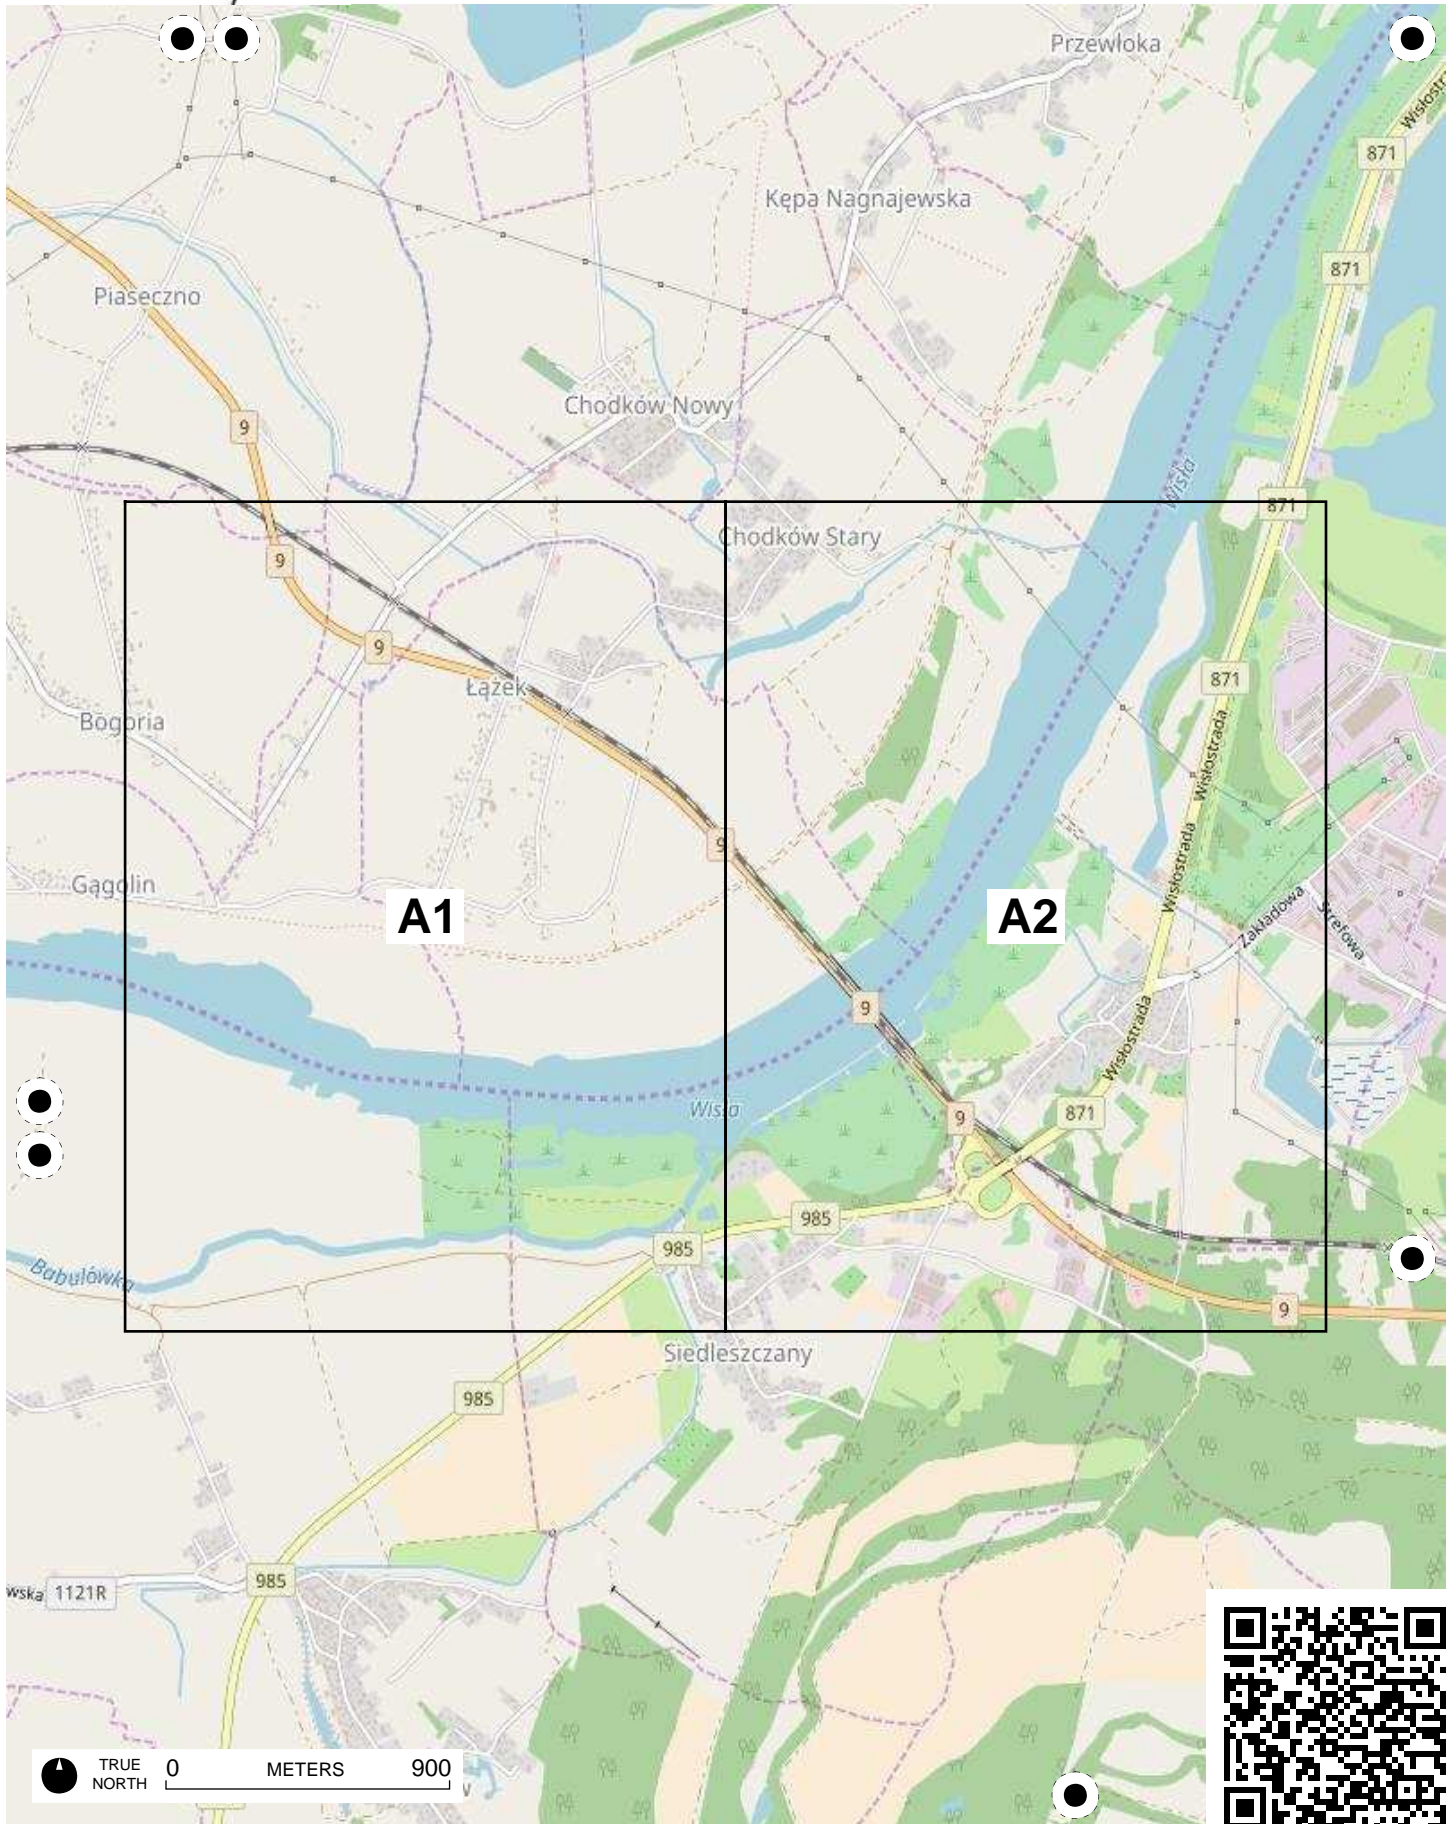 Przewłoka
Wisłostr
871
Kępa Nagnajewska
871
Piaseczno
Chodków Nowy
9
Wisła
871
Chodków Stary
9
9
871
Łążek
Bogoria
Wisłostrada
9
Wisłostrada
Gągolin
A1
A2
Zakładowa
Strefowa
9
Wisłostrada
Wisła
9
871
985
985
Babulówka
9
Siedleszczany
985
985
wska
1121R
TRUE NORTH
0 METERS 900
w